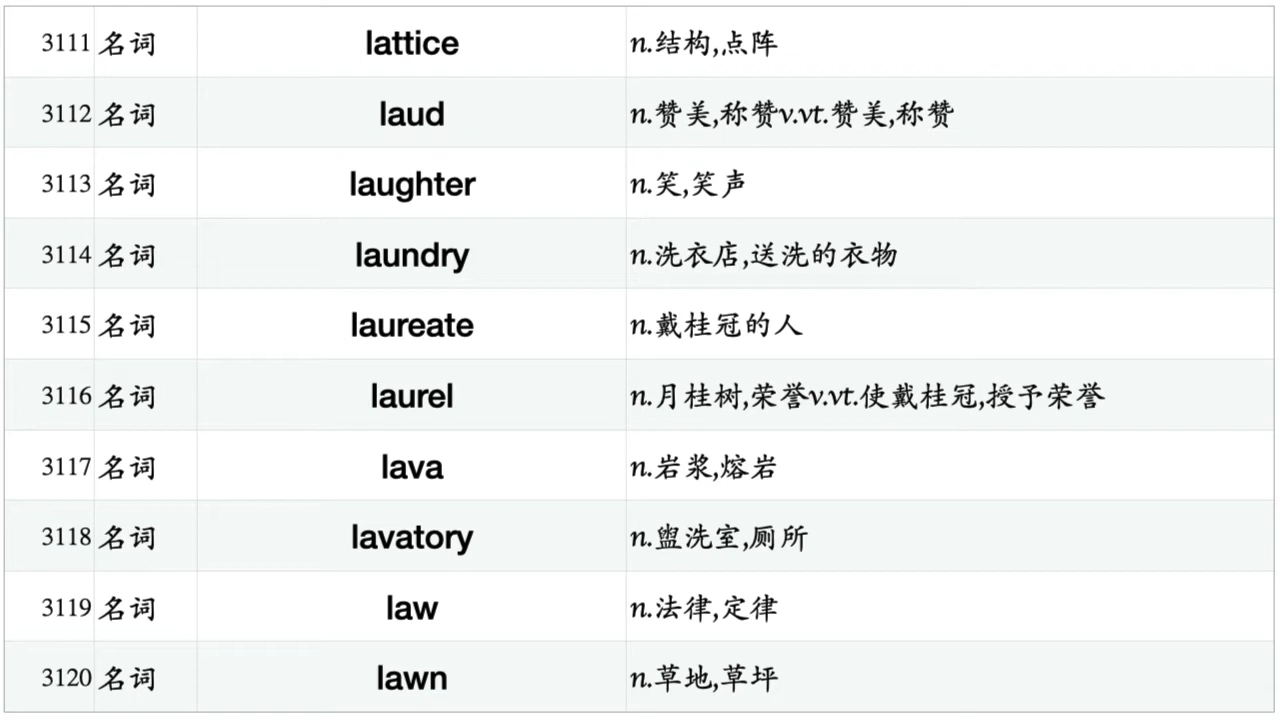 3111 名词 lattice n.结构,点阵
3112 名词 laud n.赞美,称赞v.vt.赞美,称赞
3113 名词 laughter n.笑,笑声
3114 名词 laundry n.洗衣店,送洗的衣物
3115 名词 laureate n.戴桂冠的人
3116 名词 laurel n.月桂树,荣誉v.vt.使戴桂冠,授予荣誉
3117 名词 lava n.岩浆,熔岩
3118 名词 lavatory n.盥洗室,厕所
3119 名词 law n.法律,定律
3120 名词 lawn n.草地,草坪